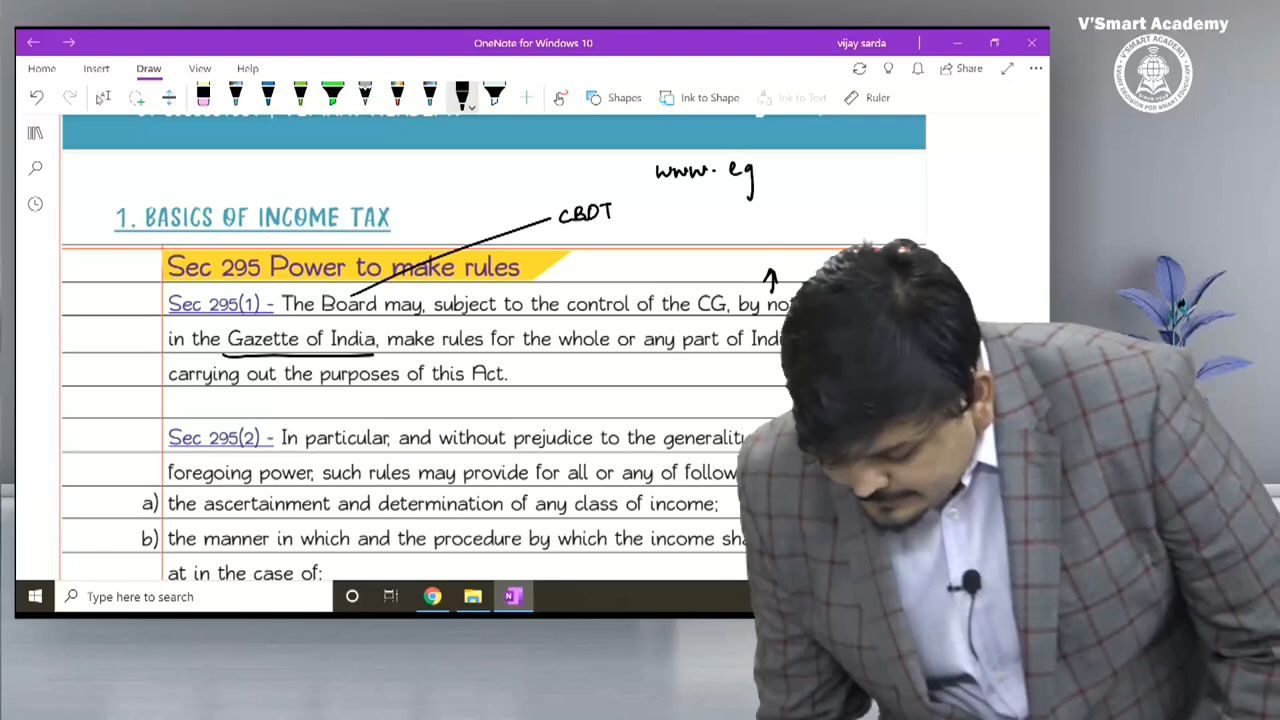 V'Smart Academy
OneNote for Windows 10
vijay sarda
Home Insert Draw View Help
Share
Shapes Ink to Shape Ink to Text Ruler
www. eg
1. BASICS OF INCOME TAX
CBDT
Sec 295 Power to make rules
Sec 295(1) - The Board may, subject to the control of the CG, by
in the Gazette of India, make rules for the whole or any part of
carrying out the purposes of this Act.
Sec 295(2) - In particular, and without prejudice to the
foregoing power, such rules may provide for all or any of
a) the ascertainment and determination of any class of income;
b) the manner in which and the procedure by which the income
at in the case of:
Type here to search